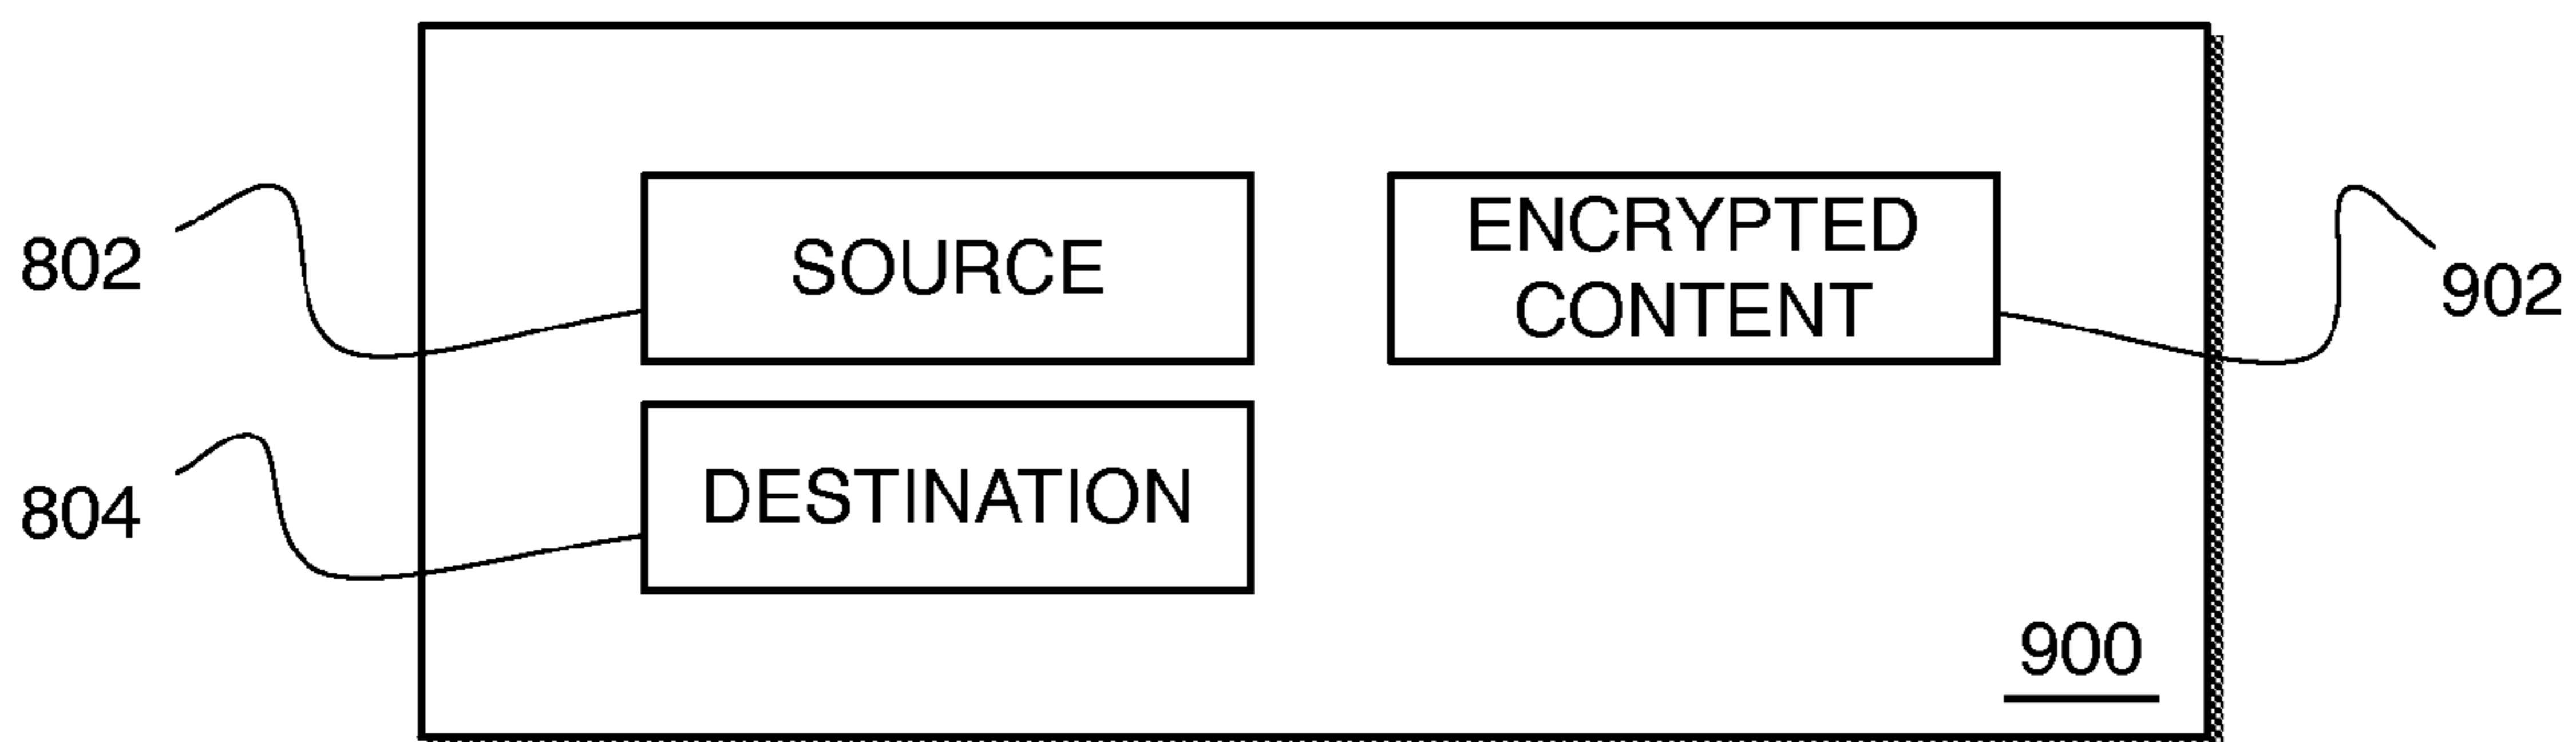 802
SOURCE
ENCRYPTED
CONTENT
902
804
DESTINATION
900